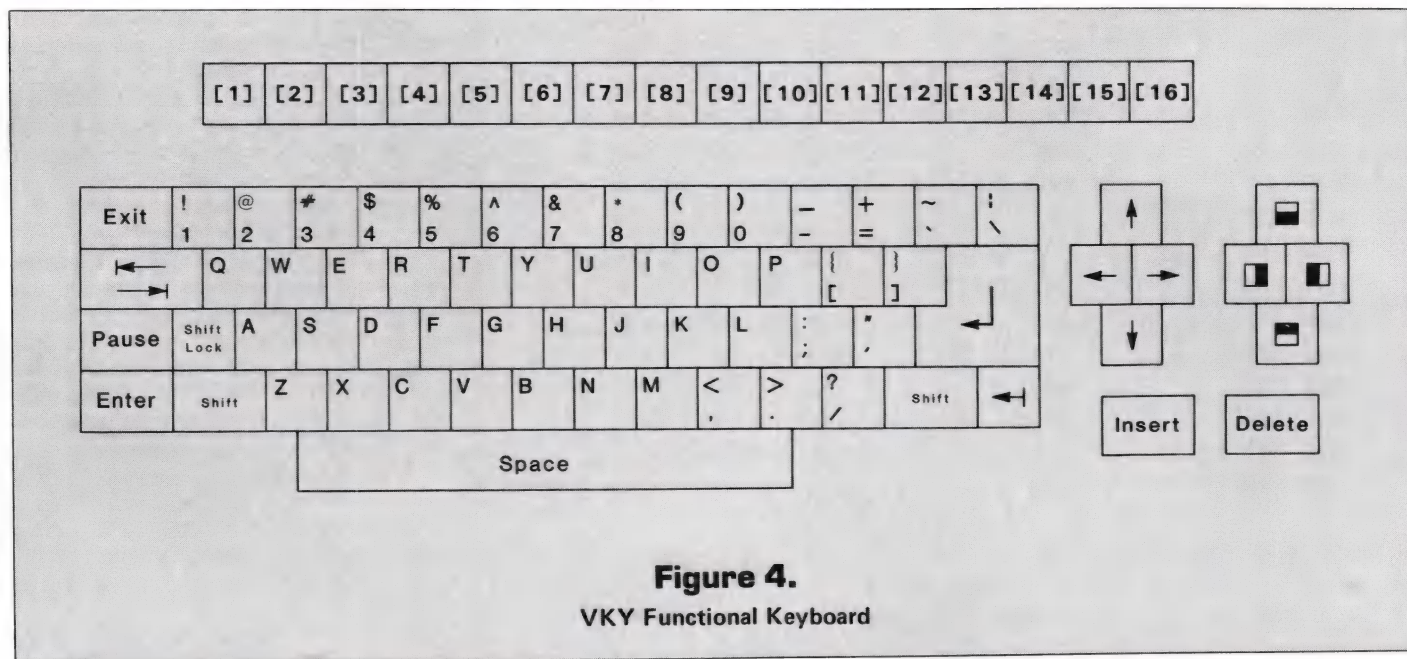 [1] [2] [3] [4] [5] [6] [7] [8] [9] [10] [11] [12] [13] [14] [15] [16]
Exit ! @ # $ % ^ & * ( ) _ + ~ ¦
1 2 3 4 5 6 7 8 9 0 - = ` \
Q W E R T Y U I O P { }
[ ]
Pause Shift Lock A S D F G H J K L : "
; '
Enter Shift Z X C V B N M < > ? Shift
, . /
Insert Delete
Space
Figure 4.
VKY Functional Keyboard